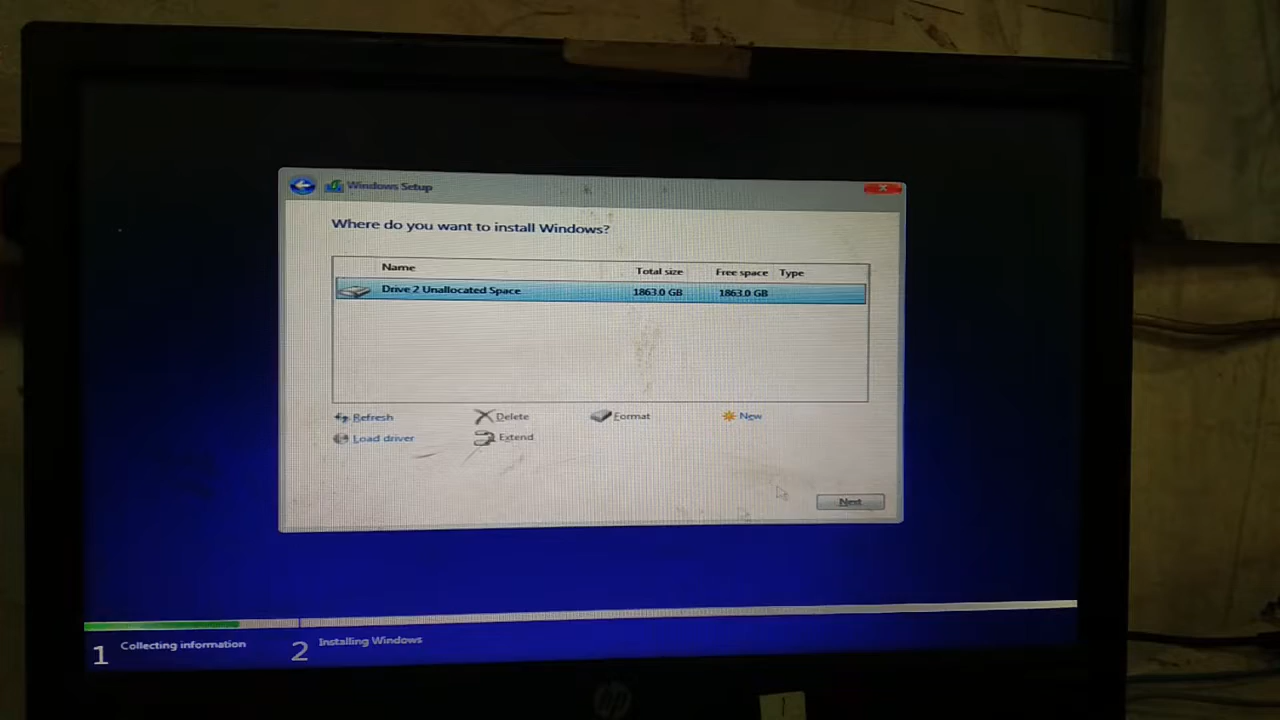 Windows Setup
Where do you want to install Windows?
Name Total size Free space Type
Drive 2 Unallocated Space 1863.0 GB 1863.0 GB
Refresh Delete Format New
Load driver Extend
Next
1 Collecting information 2 Installing Windows
hp
1